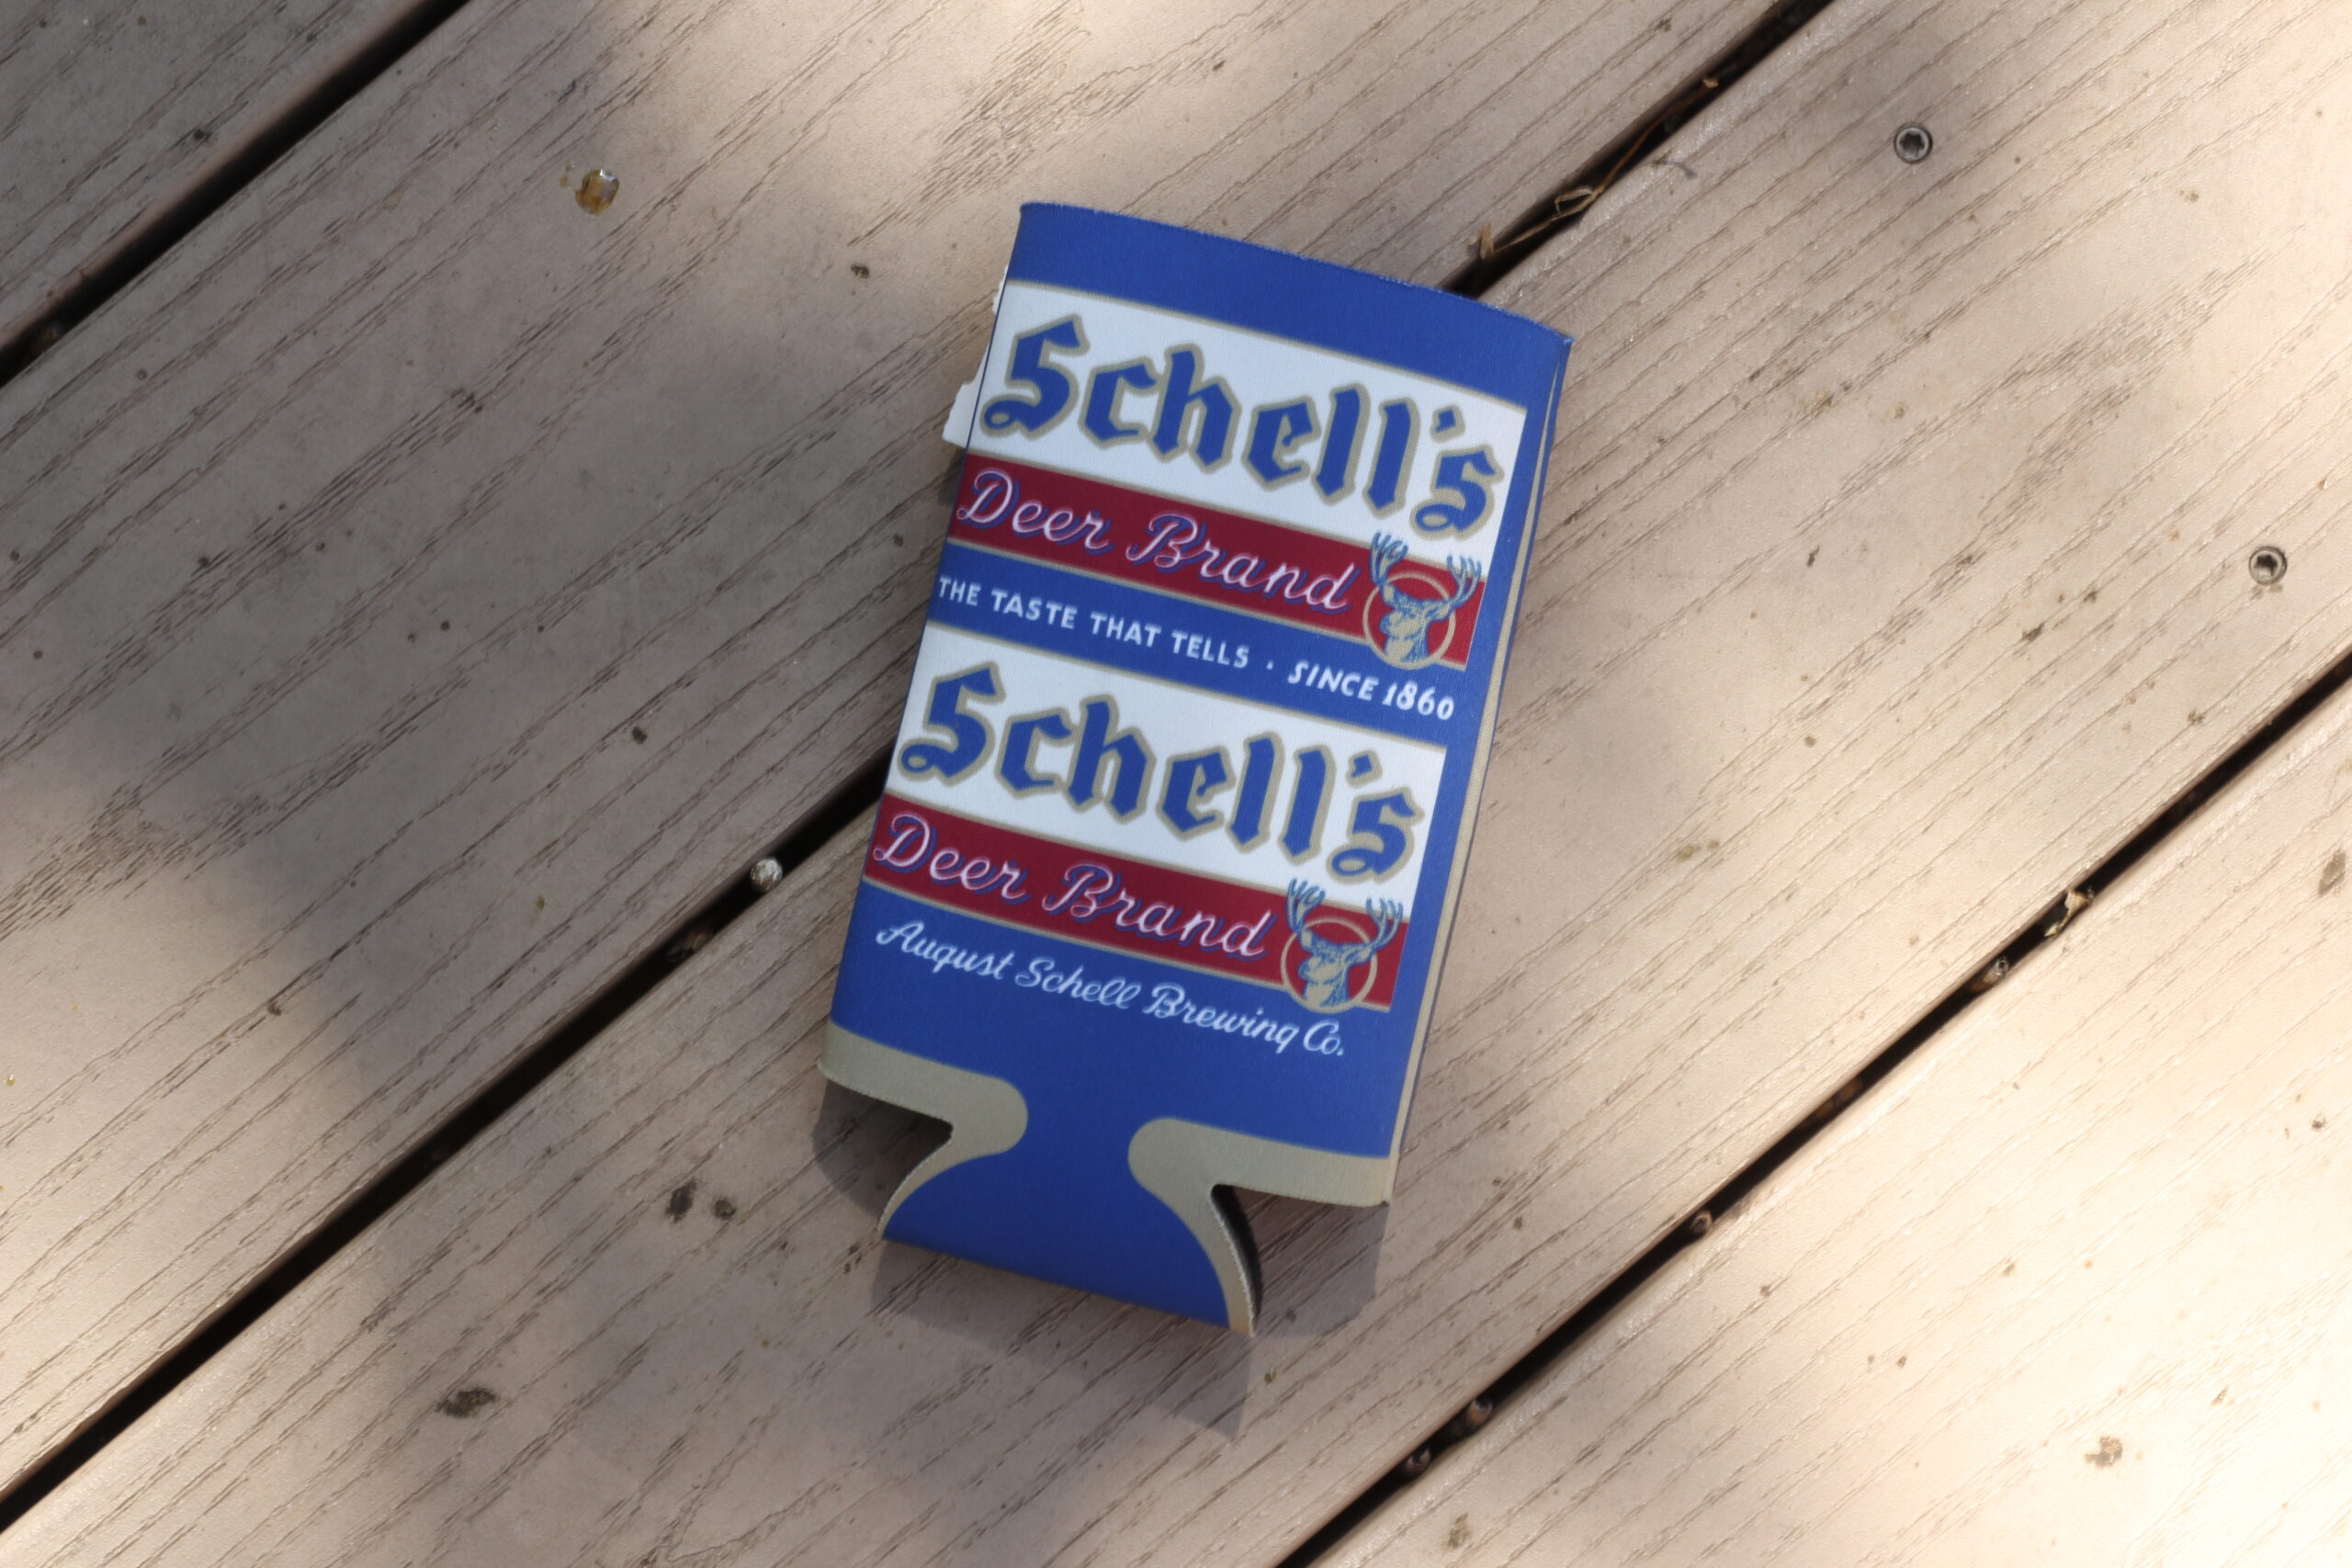 Schell's
Deer Brand
THE TASTE THAT TELLS · SINCE 1860
Schell's
Deer Brand
August Schell Brewing Co.